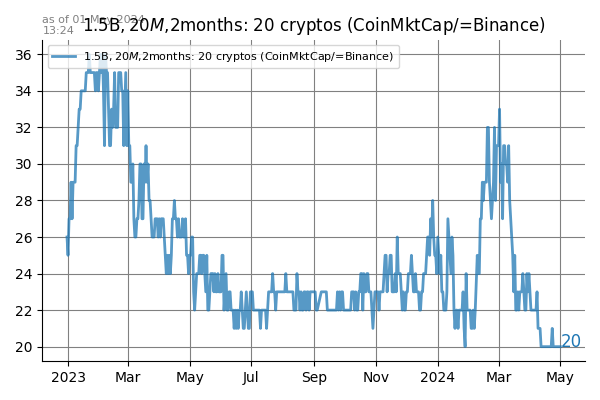 as of 01 May 2024
13:24
1.5B, 20M, 2months: 20 cryptos (CoinMktCap/=Binance)
1.5B, 20M, 2months: 20 cryptos (CoinMktCap/=Binance)
36
34
32
30
28
26
24
22
20
20
2023 Mar May Jul Sep Nov 2024 Mar May